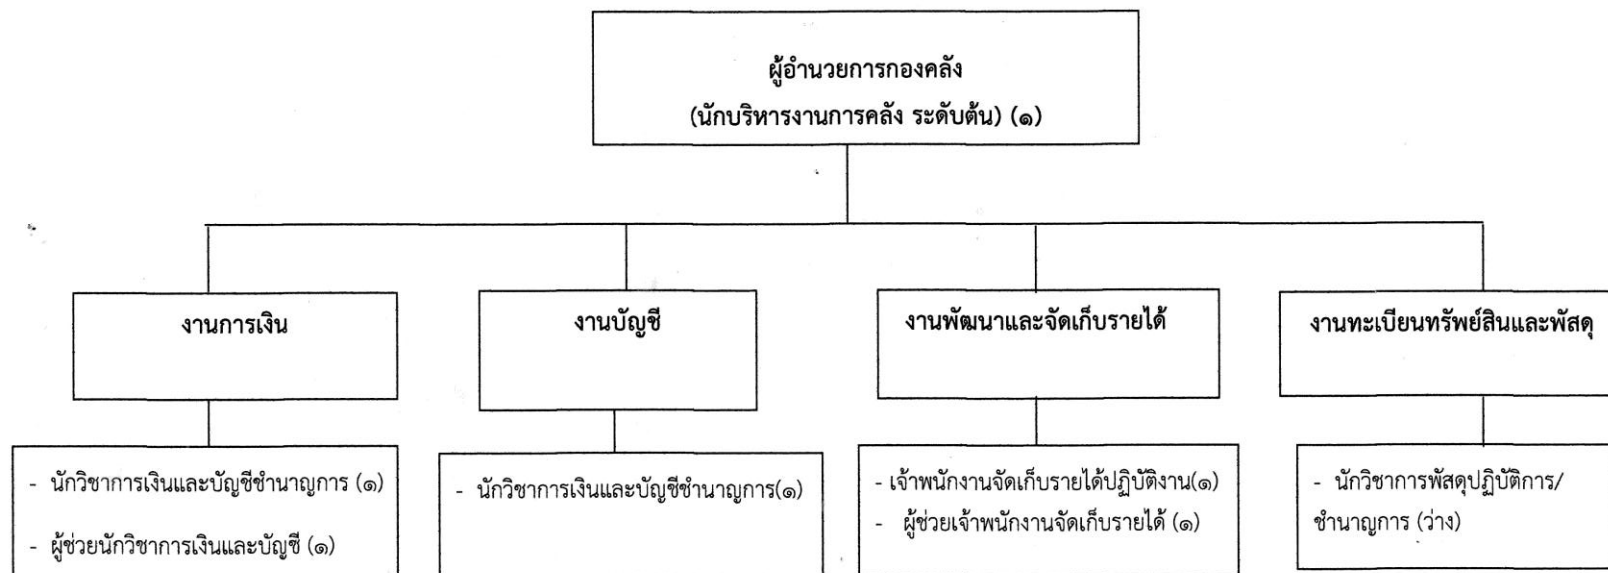 ผู้อำนวยการกองคลัง
(นักบริหารงานการคลัง ระดับต้น) (๑)
งานการเงิน
งานบัญชี
งานพัฒนาและจัดเก็บรายได้
งานทะเบียนทรัพย์สินและพัสดุ
- นักวิชาการเงินและบัญชีชำนาญการ (๑)
- ผู้ช่วยนักวิชาการเงินและบัญชี (๑)
- นักวิชาการเงินและบัญชีชำนาญการ(๑)
- เจ้าพนักงานจัดเก็บรายได้ปฏิบัติงาน(๑)
- ผู้ช่วยเจ้าพนักงานจัดเก็บรายได้ (๑)
- นักวิชาการพัสดุปฏิบัติการ/
ชำนาญการ (ว่าง)